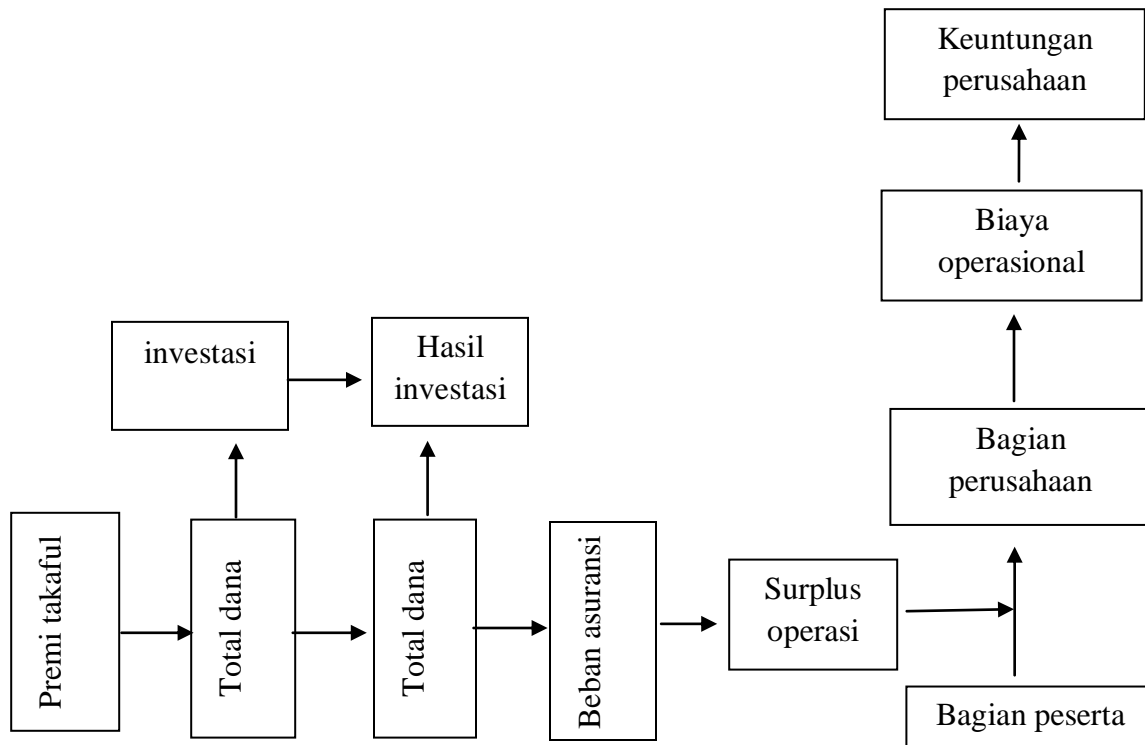 Keuntungan
perusahaan
Biaya
operasional
investasi
Hasil
investasi
Bagian
perusahaan
Premi takaful
Total dana
Total dana
Beban asuransi
Surplus
operasi
Bagian peserta